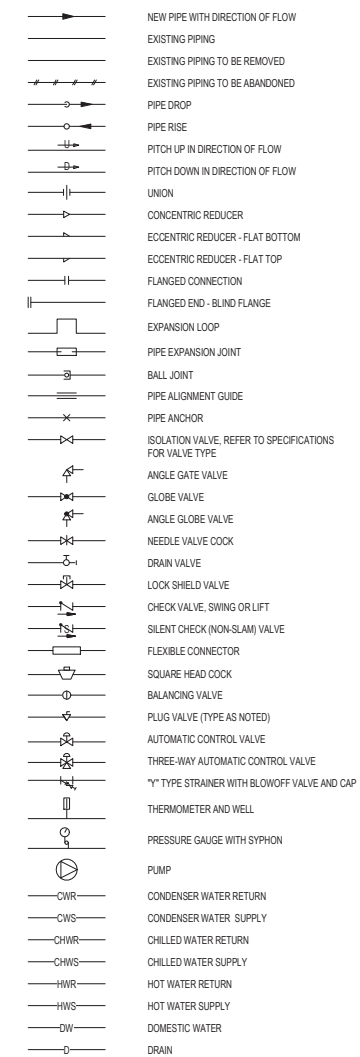 NEW PIPE WITH DIRECTION OF FLOW
EXISTING PIPING
EXISTING PIPING TO BE REMOVED
EXISTING PIPING TO BE ABANDONED
PIPE DROP
PIPE RISE
U PITCH UP IN DIRECTION OF FLOW
D PITCH DOWN IN DIRECTION OF FLOW
UNION
CONCENTRIC REDUCER
ECCENTRIC REDUCER - FLAT BOTTOM
ECCENTRIC REDUCER - FLAT TOP
FLANGED CONNECTION
FLANGED END - BLIND FLANGE
EXPANSION LOOP
PIPE EXPANSION JOINT
BALL JOINT
PIPE ALIGNMENT GUIDE
PIPE ANCHOR
ISOLATION VALVE, REFER TO SPECIFICATIONS
FOR VALVE TYPE
ANGLE GATE VALVE
GLOBE VALVE
ANGLE GLOBE VALVE
NEEDLE VALVE COCK
DRAIN VALVE
LOCK SHIELD VALVE
CHECK VALVE, SWING OR LIFT
S SILENT CHECK (NON-SLAM) VALVE
FLEXIBLE CONNECTOR
SQUARE HEAD COCK
BALANCING VALVE
PLUG VALVE (TYPE AS NOTED)
AUTOMATIC CONTROL VALVE
THREE-WAY AUTOMATIC CONTROL VALVE
"Y" TYPE STRAINER WITH BLOWOFF VALVE AND CAP
THERMOMETER AND WELL
PRESSURE GAUGE WITH SYPHON
PUMP
CWR CONDENSER WATER RETURN
CWS CONDENSER WATER SUPPLY
CHWR CHILLED WATER RETURN
CHWS CHILLED WATER SUPPLY
HWR HOT WATER RETURN
HWS HOT WATER SUPPLY
DW DOMESTIC WATER
D DRAIN